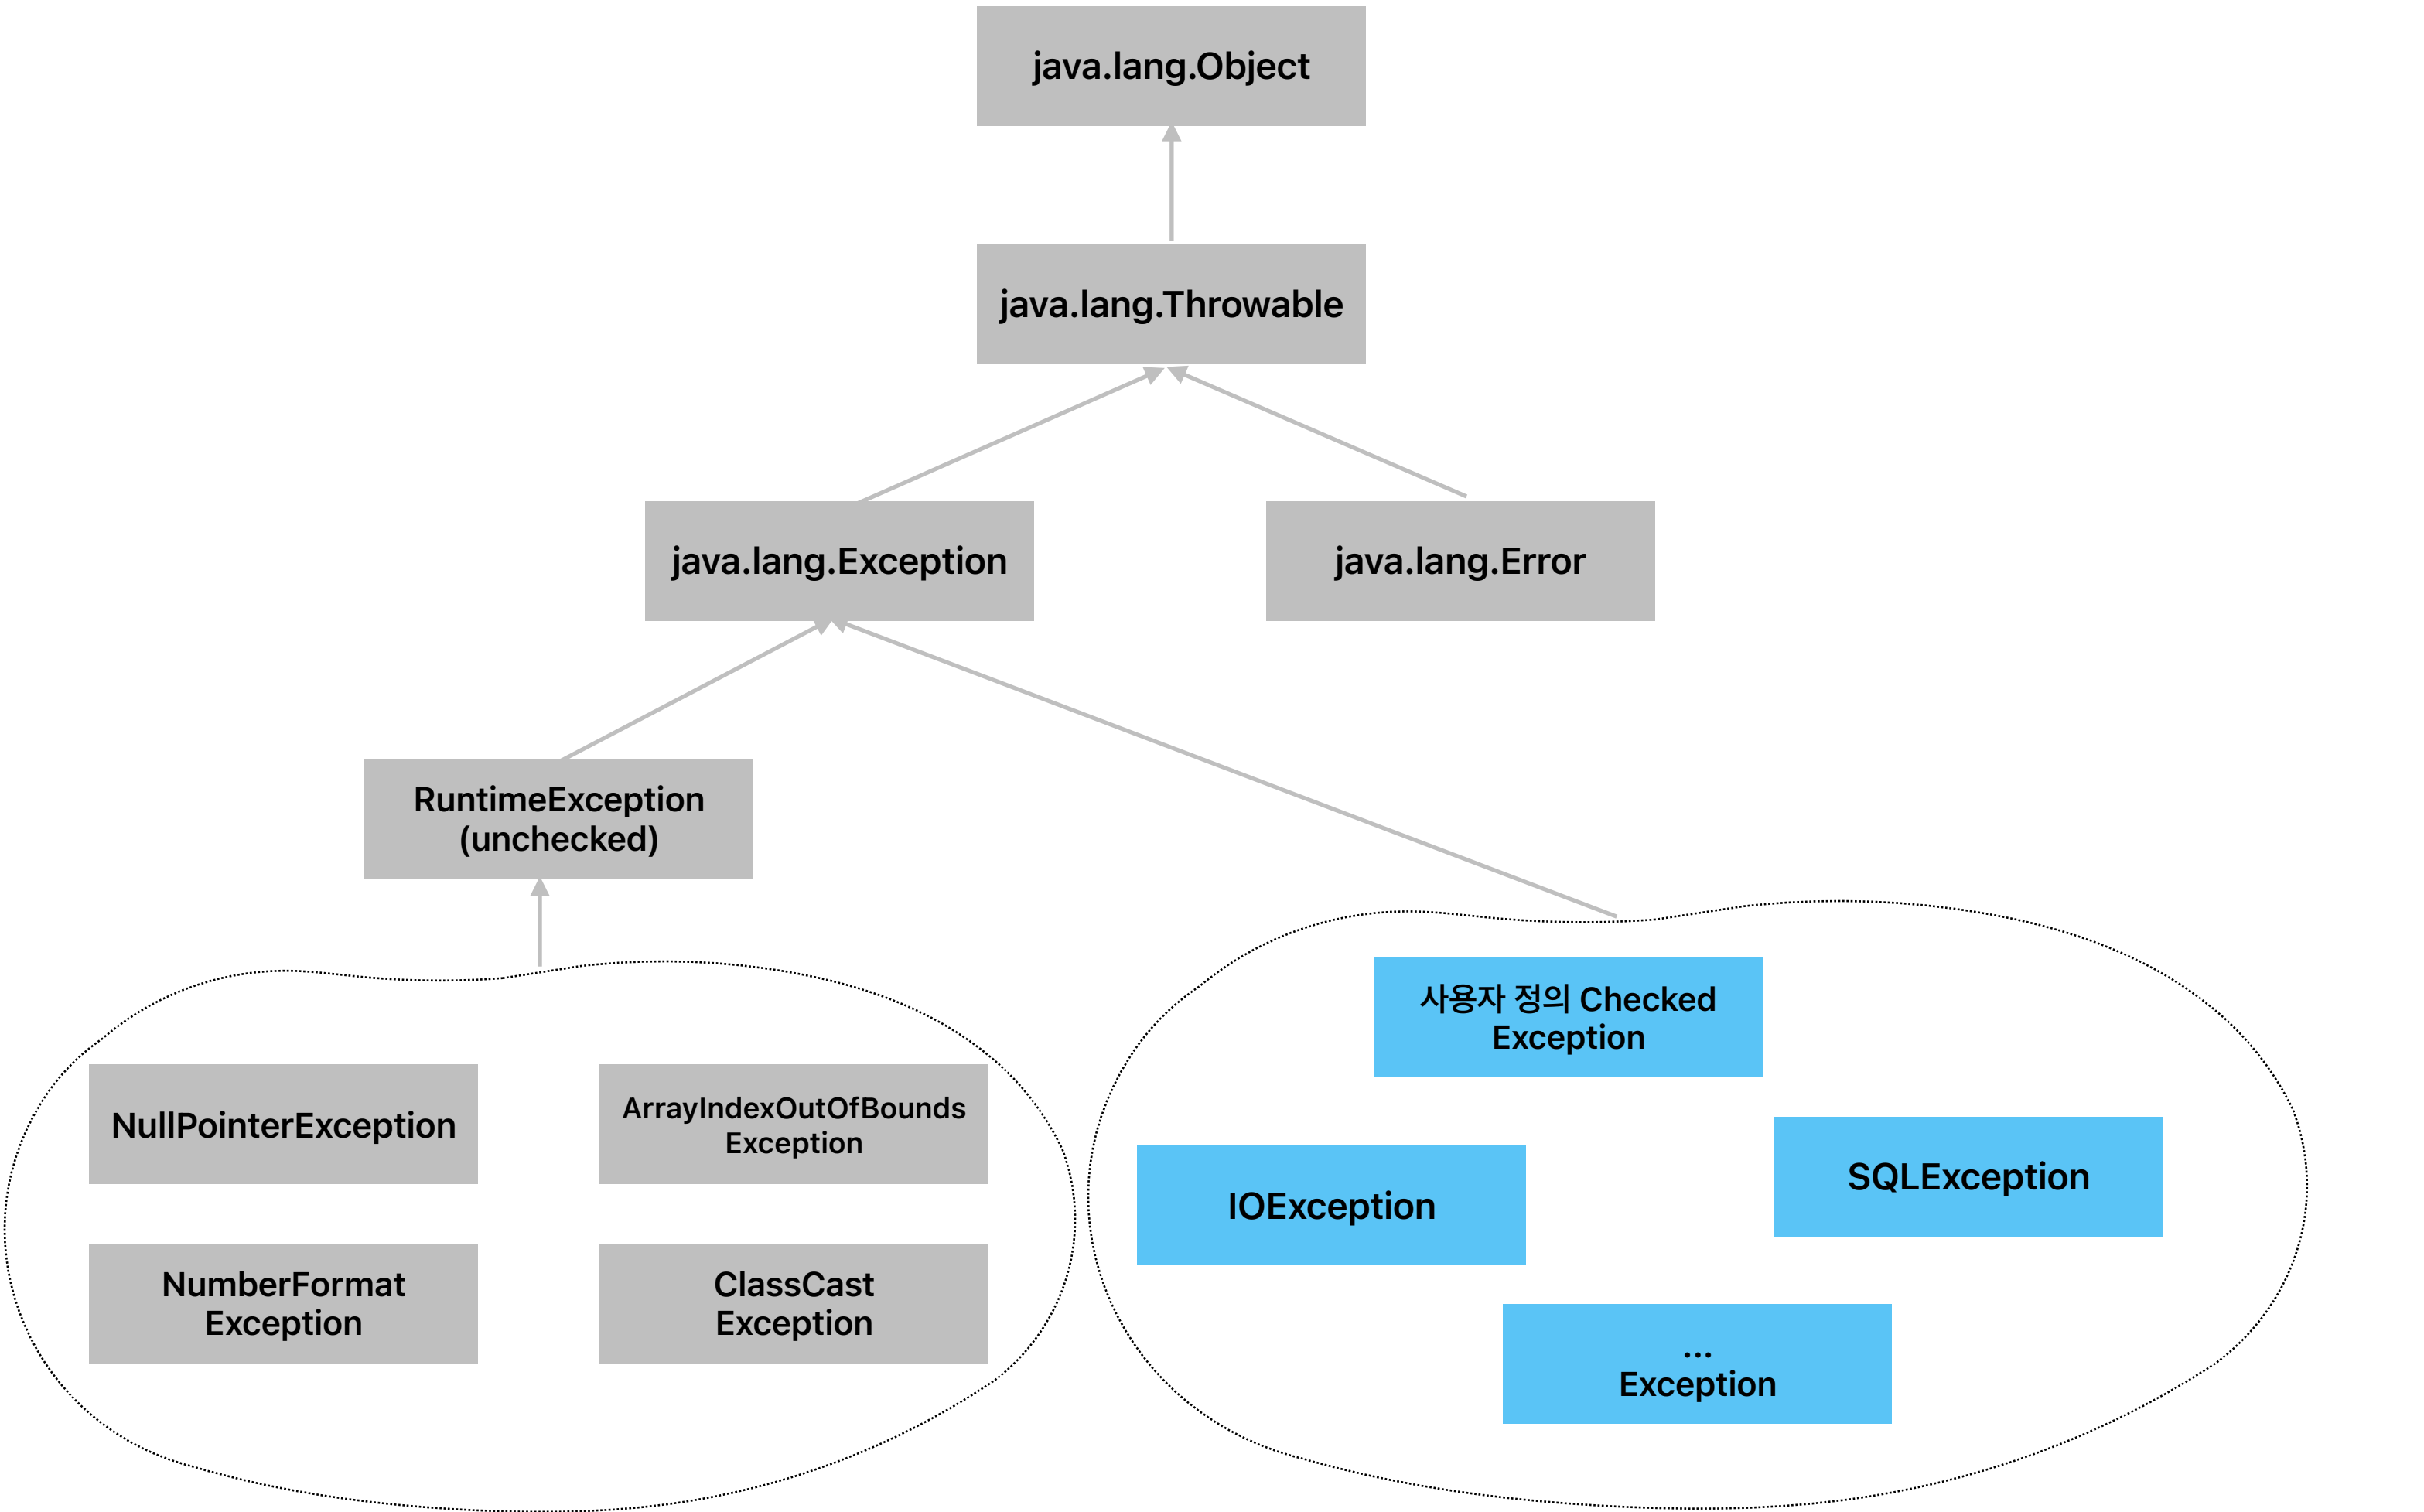 java.lang.Object
java.lang.Throwable
java.lang.Exception
java.lang.Error
RuntimeException
(unchecked)
NullPointerException
ArrayIndexOutOfBounds
Exception
NumberFormat
Exception
ClassCast
Exception
사용자 정의 Checked
Exception
IOException
SQLException
...
Exception